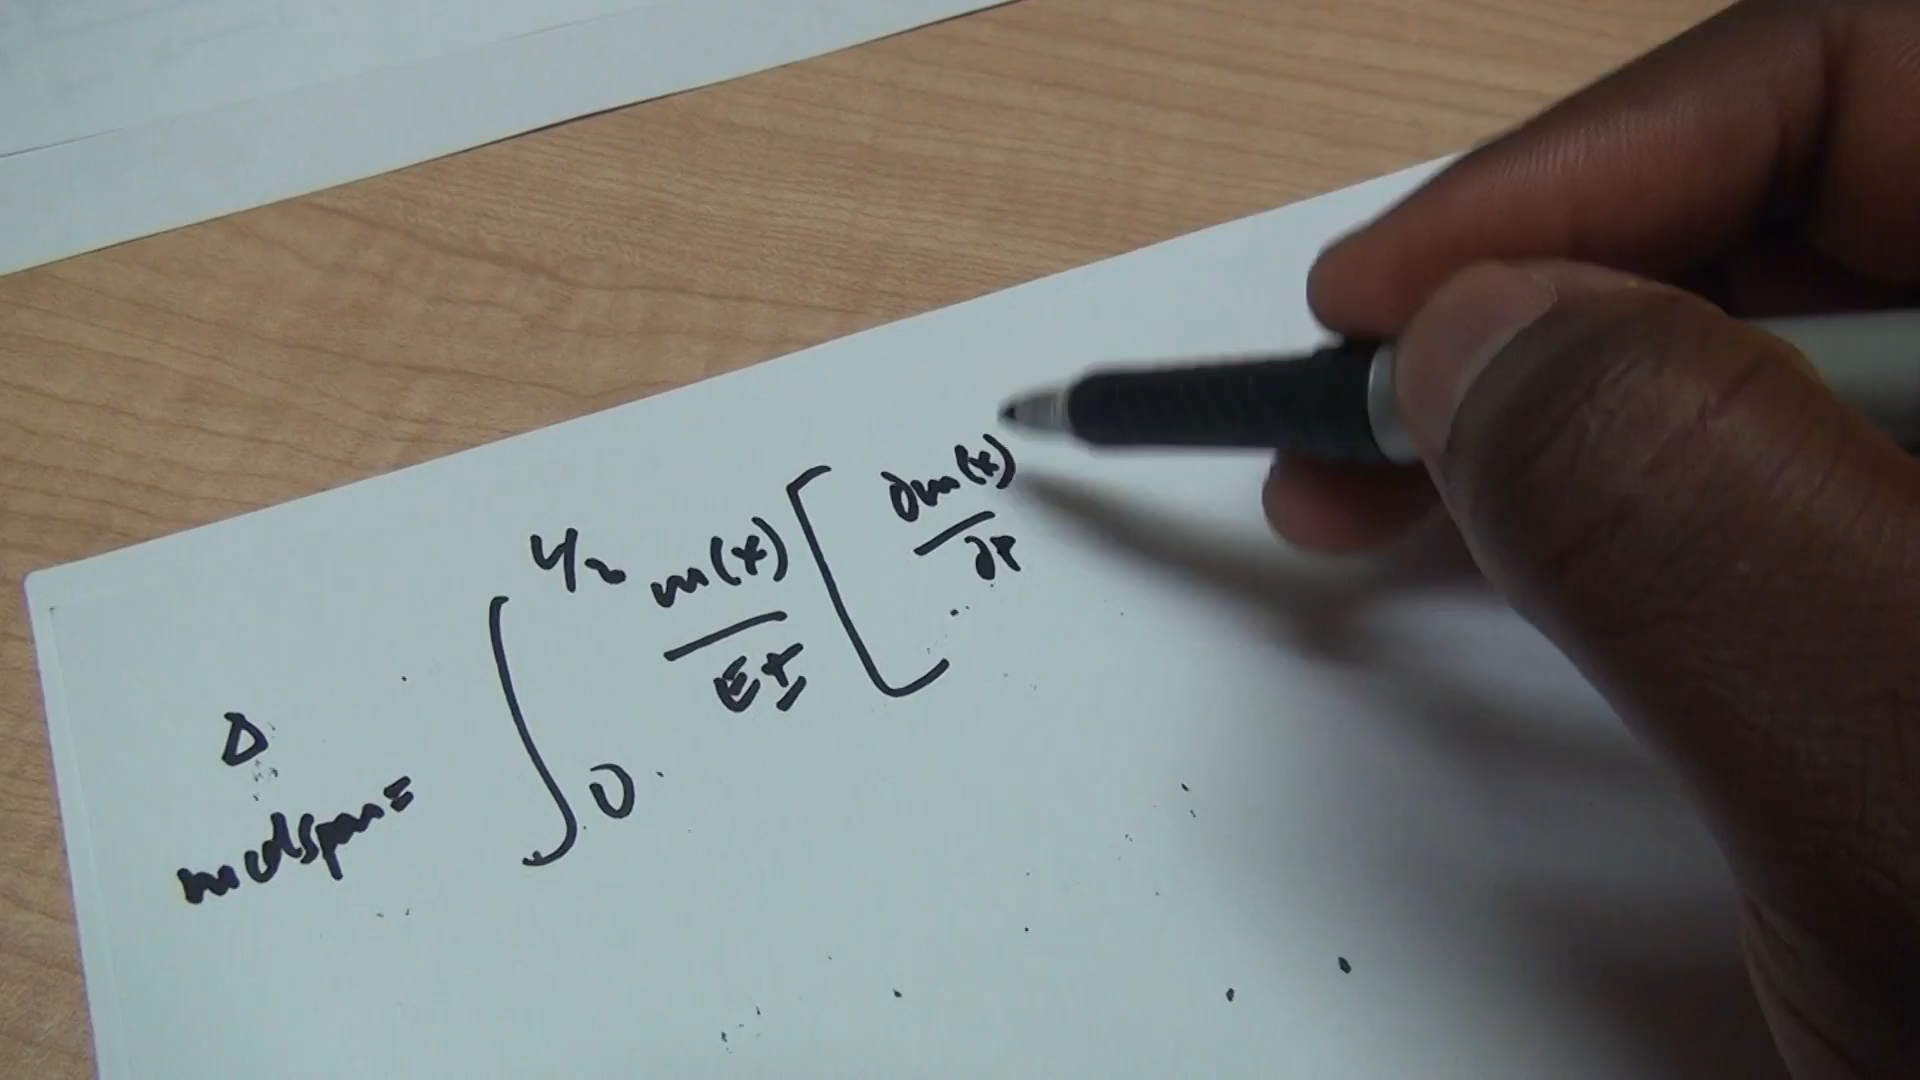 Δ midspan = ∫₀^{L/2} m(x)/EI [ ∂m(x)/∂P